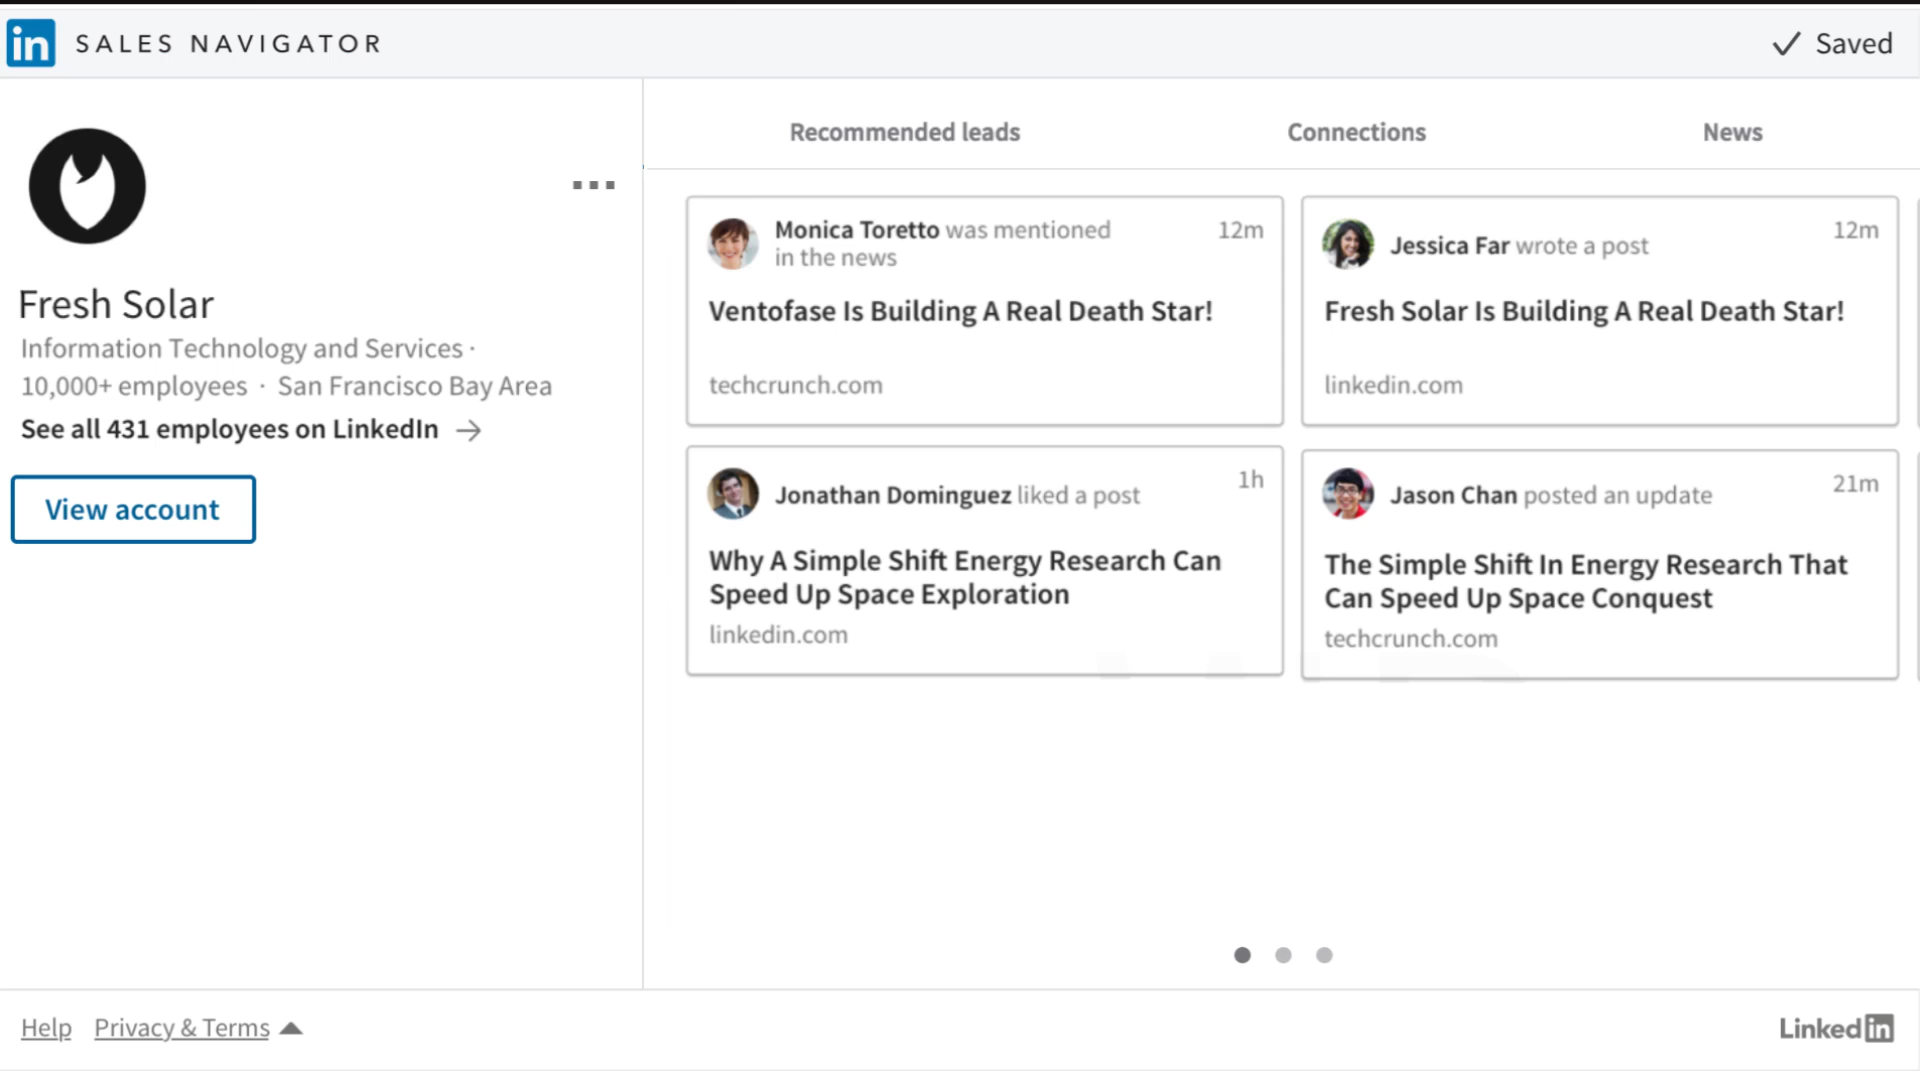 in SALES NAVIGATOR
Saved
Fresh Solar
Information Technology and Services ·
10,000+ employees · San Francisco Bay Area
See all 431 employees on LinkedIn →
View account
Recommended leads
Connections
News
Monica Toretto was mentioned
in the news
12m
Ventofase Is Building A Real Death Star!
techcrunch.com
Jessica Far wrote a post
12m
Fresh Solar Is Building A Real Death Star!
linkedin.com
Jonathan Dominguez liked a post
1h
Why A Simple Shift Energy Research Can
Speed Up Space Exploration
linkedin.com
Jason Chan posted an update
21m
The Simple Shift In Energy Research That
Can Speed Up Space Conquest
techcrunch.com
Help
Privacy & Terms
LinkedIn